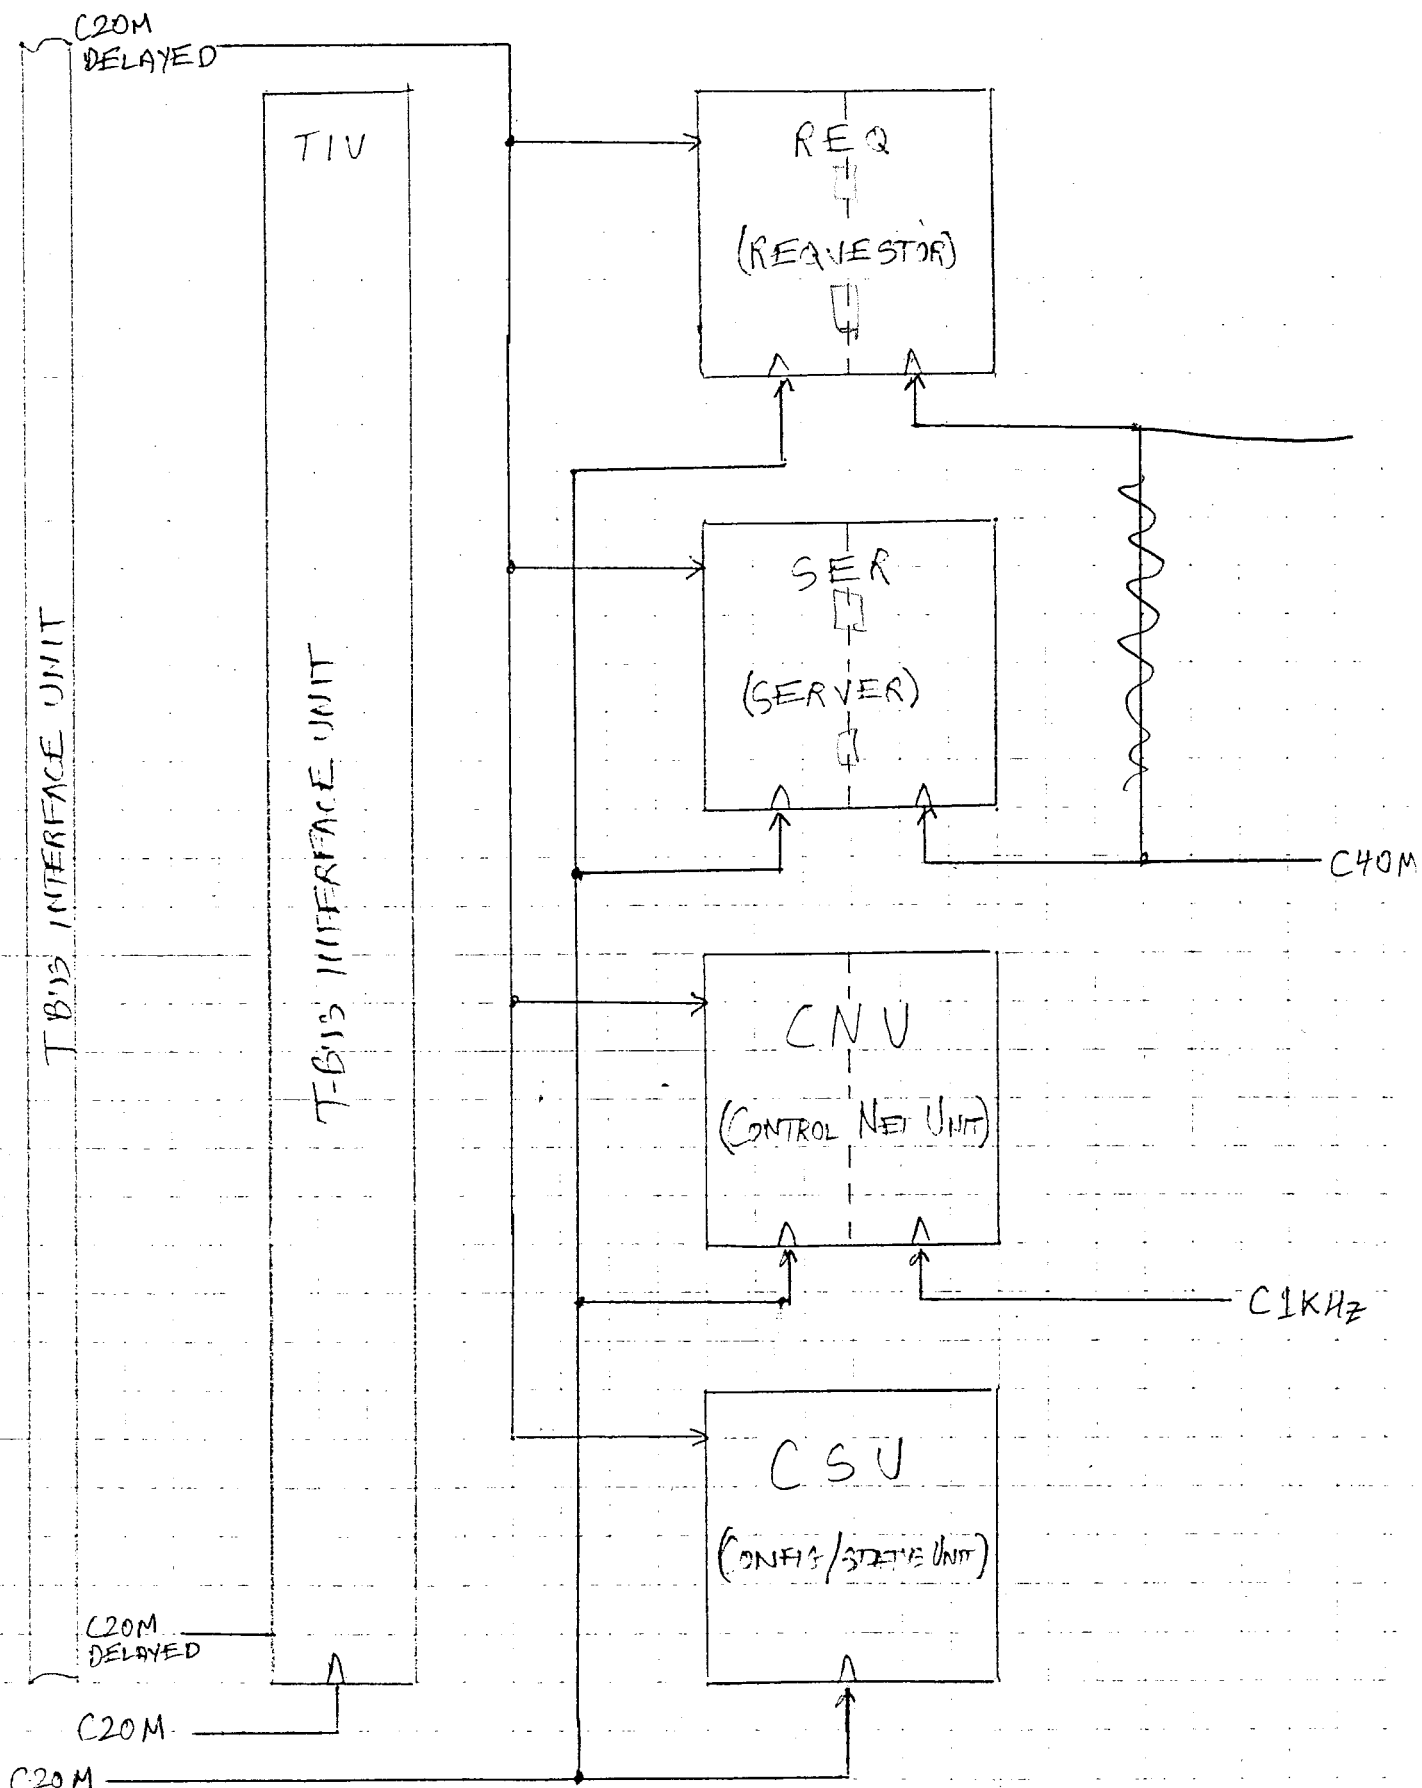 C20M
DELAYED
TIU
REQ
(REQUESTOR)
T BUS INTERFACE UNIT
T-BUS INTERFACE UNIT
SER
(SERVER)
C40M
CNU
(CONTROL NET UNIT)
C1KHz
CSU
(CONFIG/STATE UNIT)
C20M
DELAYED
C20M
C20M